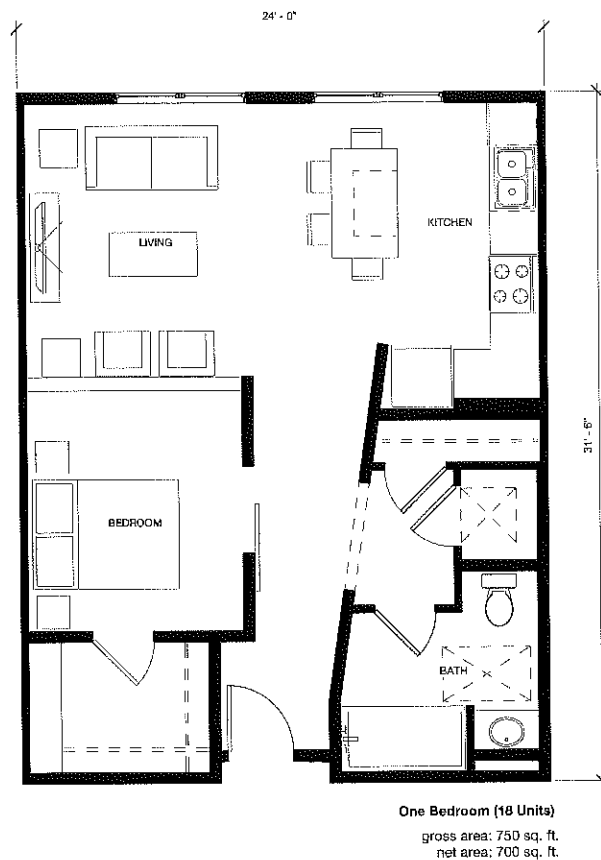 24' - 0"
LIVING
KITCHEN
31' - 6"
BEDROOM
BATH
One Bedroom (18 Units)
gross area: 750 sq. ft.
net area: 700 sq. ft.